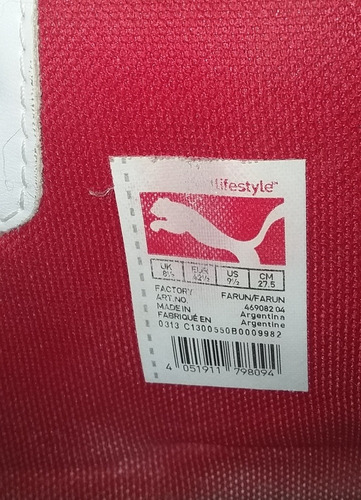 lifestyle™
UK EUR US CM
8½ 42½ 9½ 27.5
FACTORY FARUN/FARUN
ART.NO. 469082 04
MADE IN Argentina
FABRIQUÉ EN Argentine
0313 C1300550B0009982
4 051911 798094